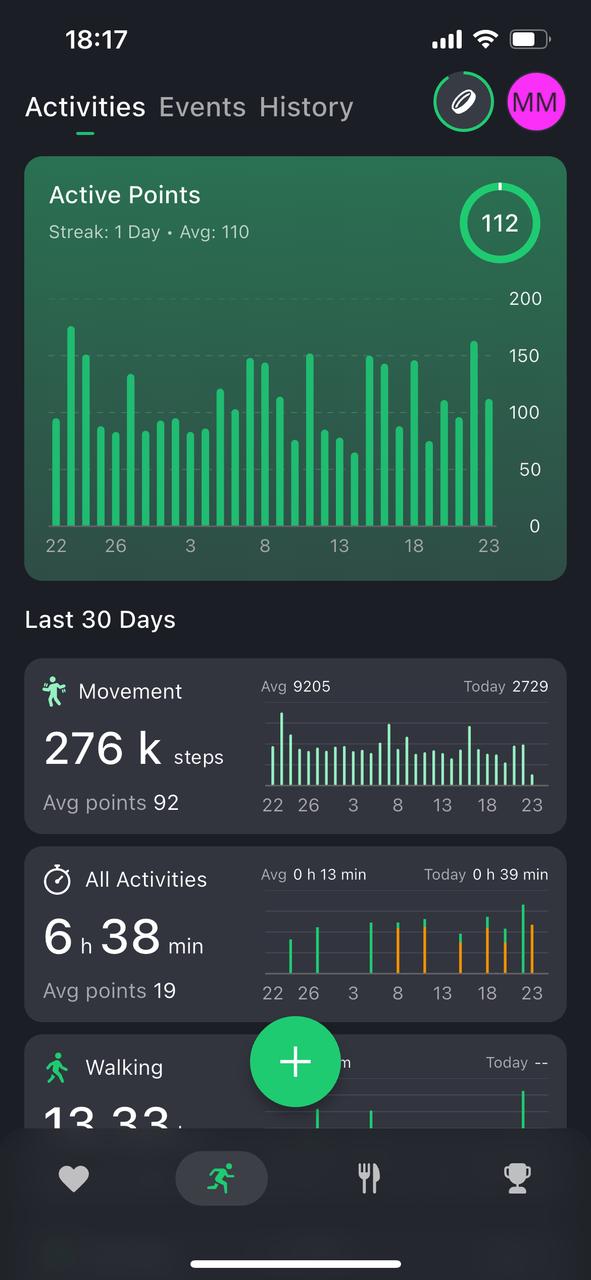 18:17
Activities Events History MM
Active Points
Streak: 1 Day • Avg: 110
112
200
150
100
50
0
22 26 3 8 13 18 23
Last 30 Days
Movement
Avg 9205 Today 2729
276 k steps
Avg points 92
22 26 3 8 13 18 23
All Activities
Avg 0 h 13 min Today 0 h 39 min
6 h 38 min
Avg points 19
22 26 3 8 13 18 23
Walking
Today --
13.33